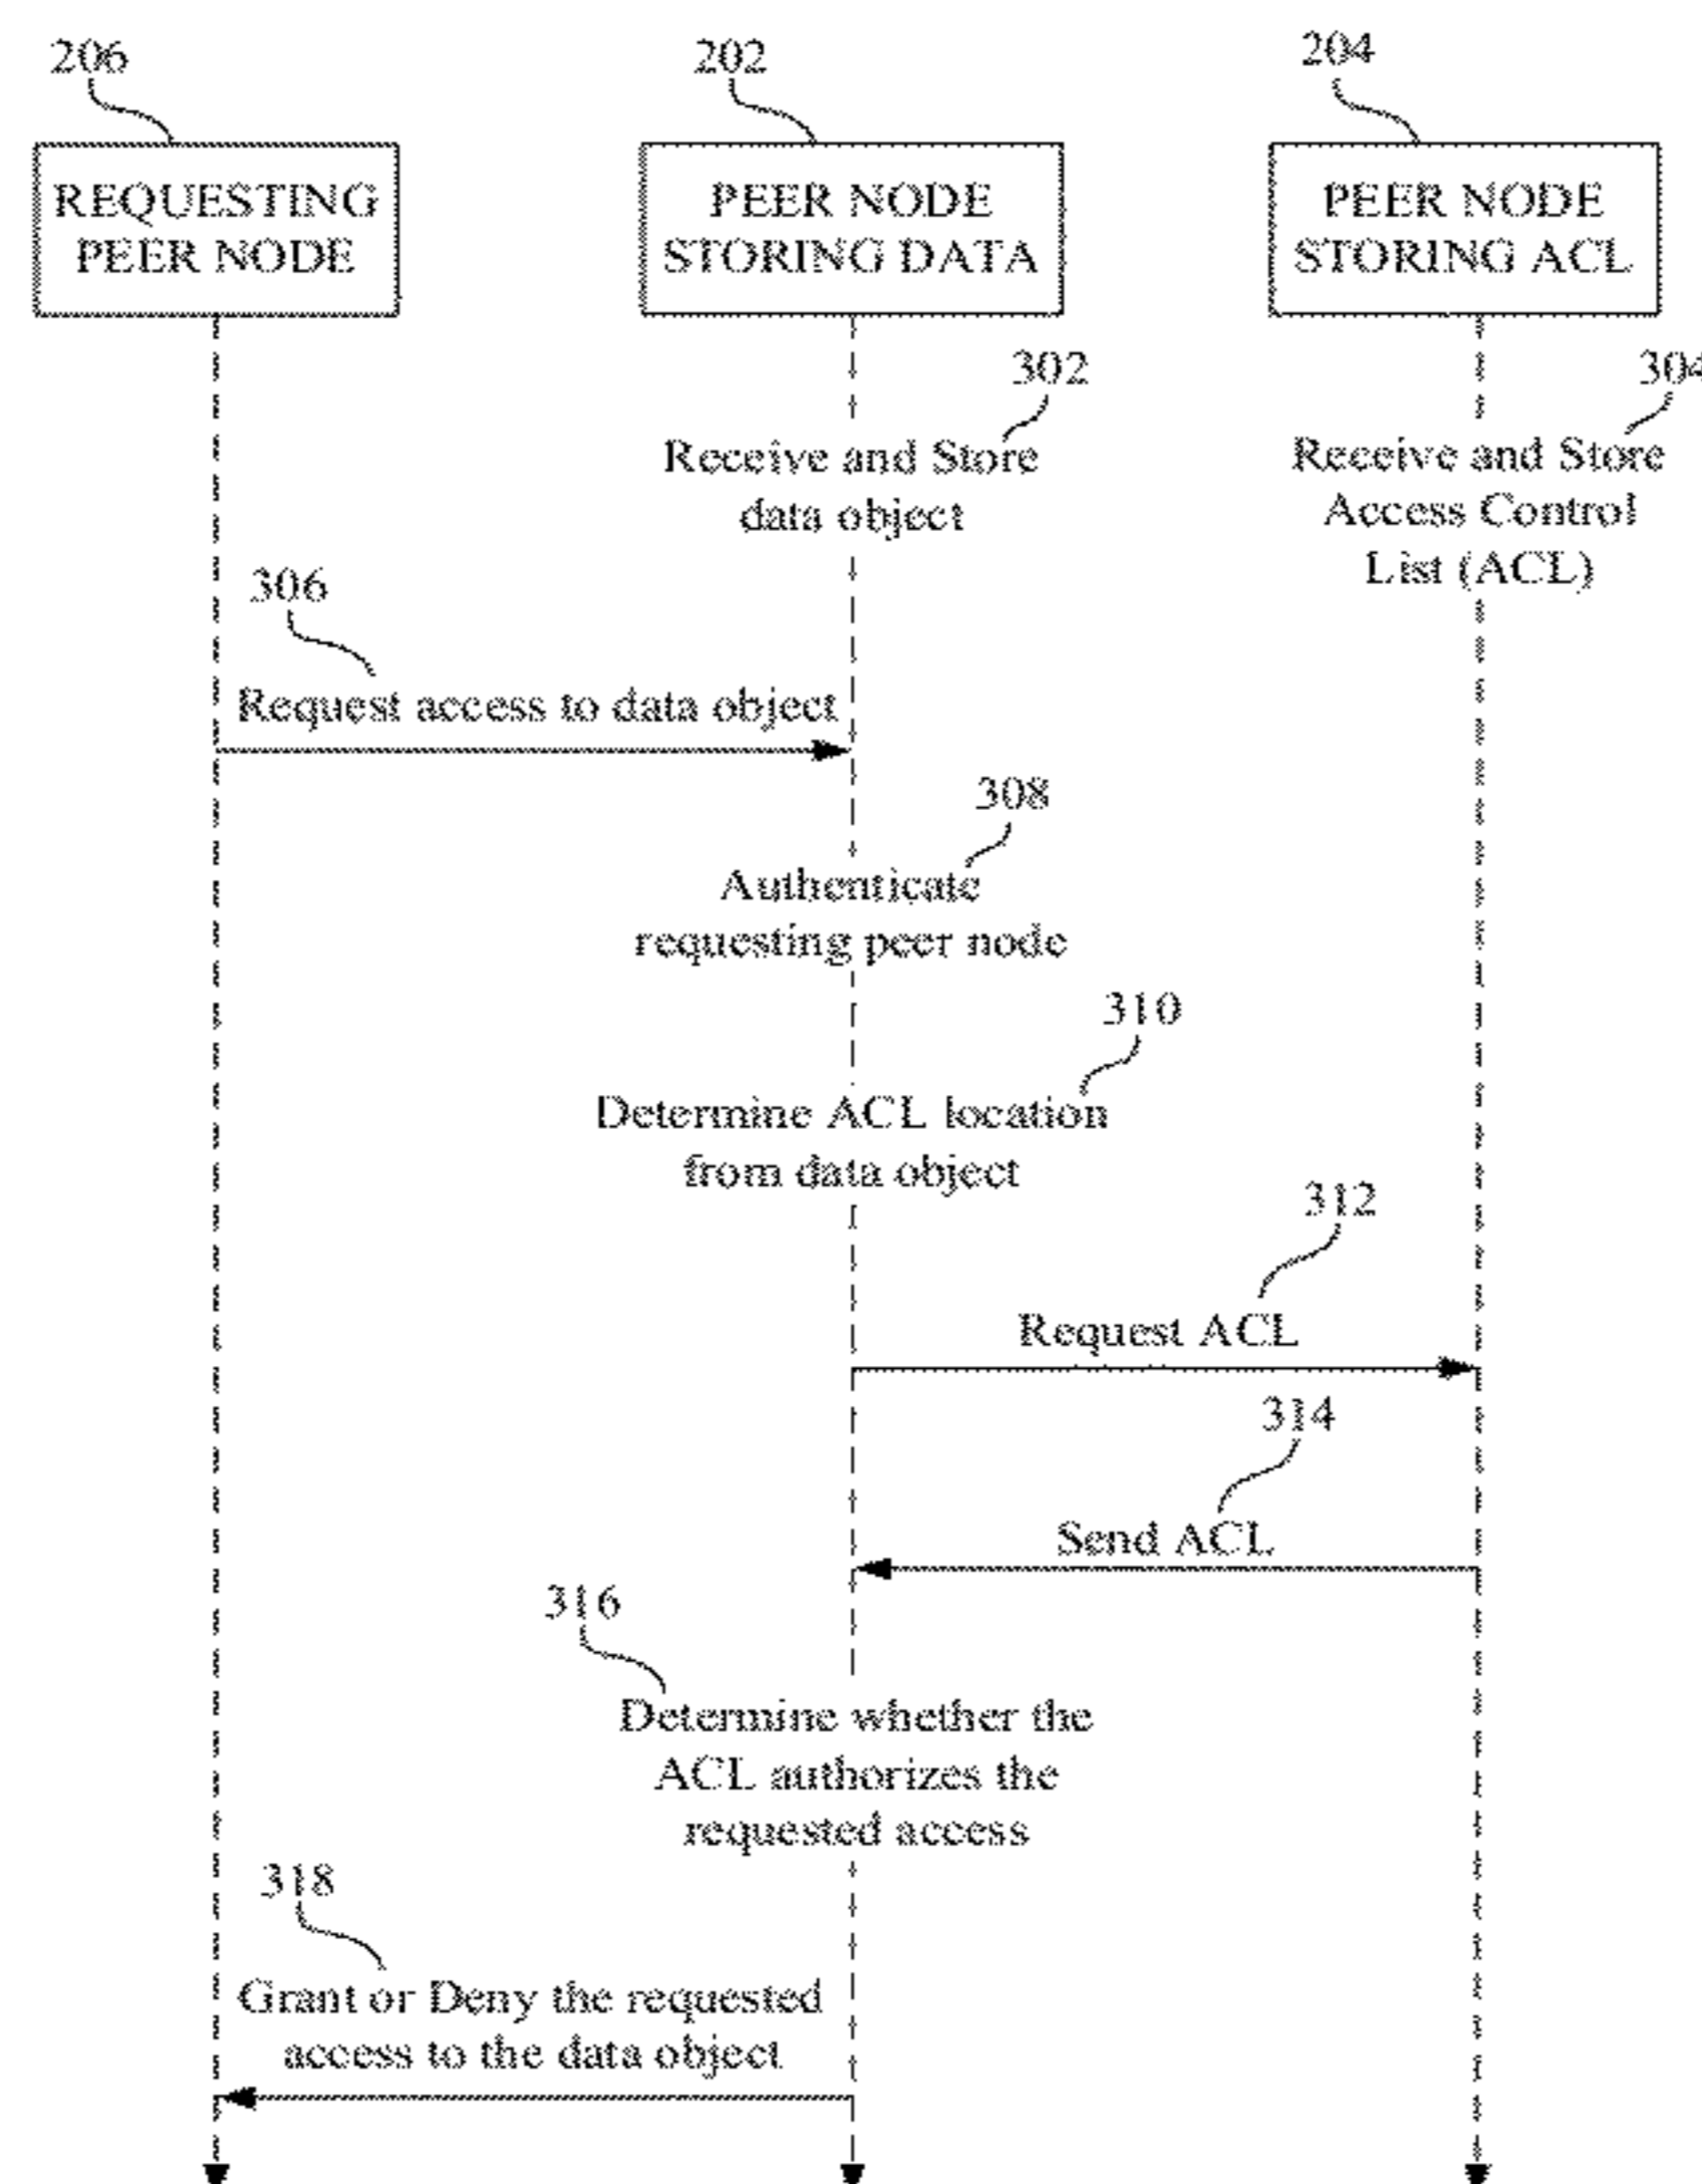 206
202
204
REQUESTING
PEER NODE
PEER NODE
STORING DATA
PEER NODE
STORING ACL
302
304
Receive and Store
data object
Receive and Store
Access Control
List (ACL)
306
Request access to data object
308
Authenticate
requesting peer node
310
Determine ACL location
from data object
312
Request ACL
314
Send ACL
316
Determine whether the
ACL authorizes the
requested access
318
Grant or Deny the requested
access to the data object